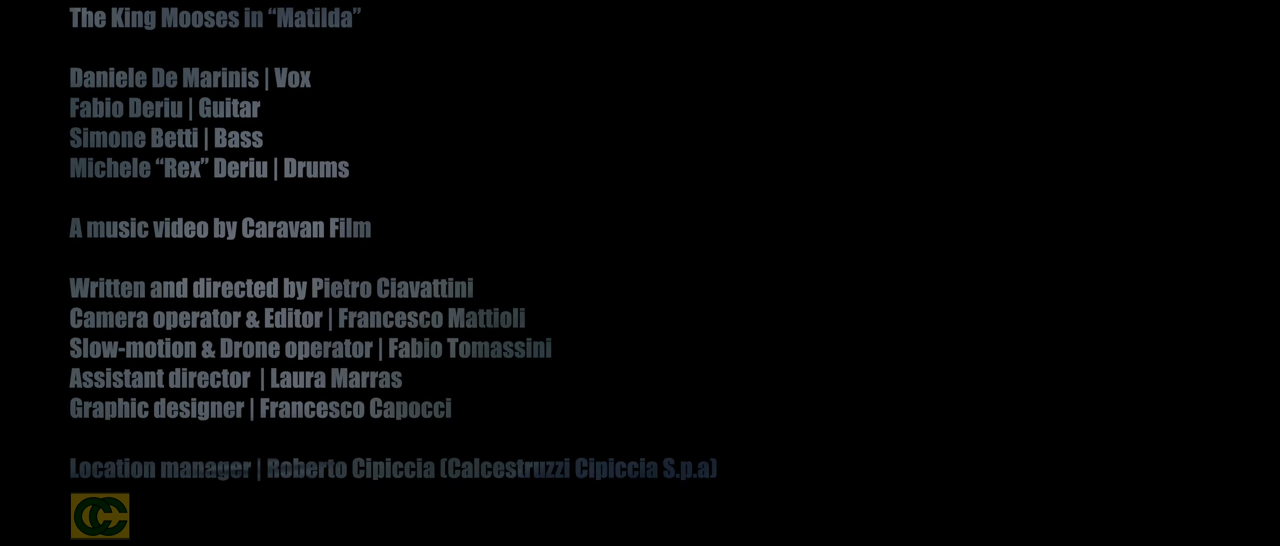 The King Mooses in “Matilda”
Daniele De Marinis | Vox
Fabio Deriu | Guitar
Simone Betti | Bass
Michele “Rex” Deriu | Drums
A music video by Caravan Film
Written and directed by Pietro Ciavattini
Camera operator & Editor | Francesco Mattioli
Slow-motion & Drone operator | Fabio Tomassini
Assistant director  | Laura Marras
Graphic designer | Francesco Capocci
Location manager | Roberto Cipiccia (Calcestruzzi Cipiccia S.p.a)
CC